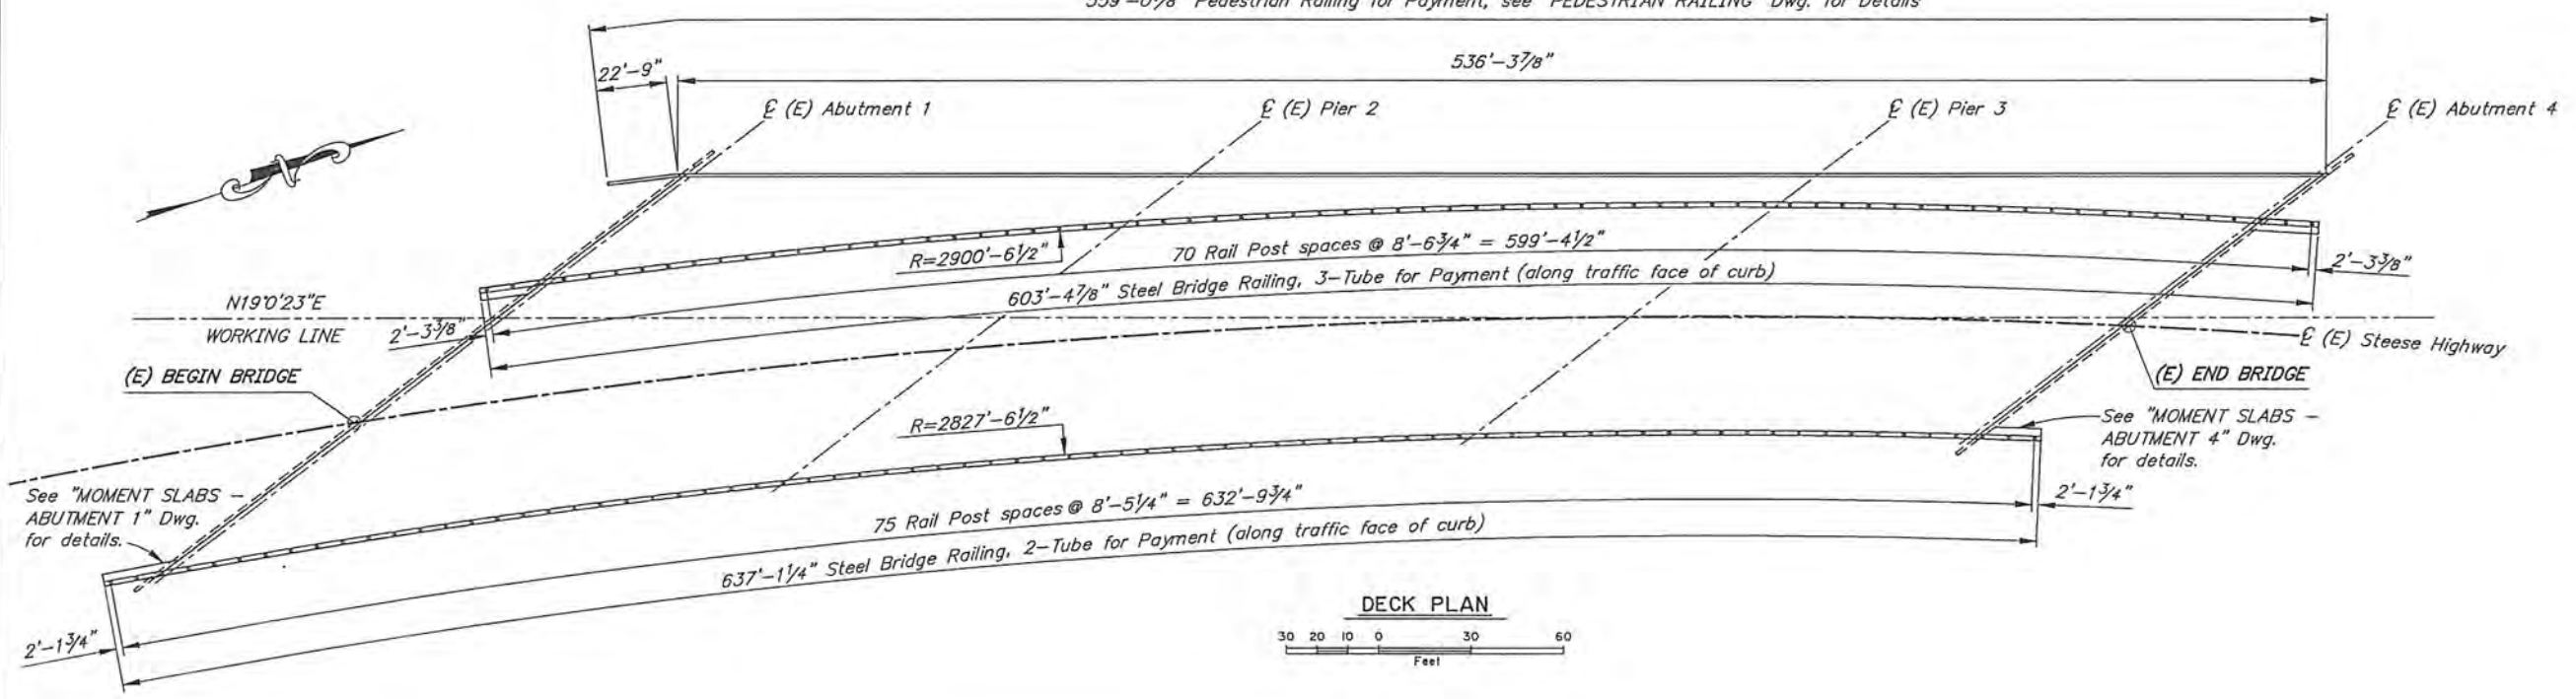 559'-0⅞" Pedestrian Railing for Payment, see "PEDESTRIAN RAILING" Dwg. for Details
22'-9"
536'-3⅞"
℄ (E) Abutment 1
℄ (E) Pier 2
℄ (E) Pier 3
℄ (E) Abutment 4
N
R=2900'-6½"
70 Rail Post spaces @ 8'-6¾" = 599'-4½"
2'-3⅜"
603'-4⅞" Steel Bridge Railing, 3-Tube for Payment (along traffic face of curb)
N19°0'23"E
WORKING LINE
2'-3⅜"
℄ (E) Steese Highway
(E) BEGIN BRIDGE
(E) END BRIDGE
R=2827'-6½"
See "MOMENT SLABS -
ABUTMENT 4" Dwg.
for details.
See "MOMENT SLABS -
ABUTMENT 1" Dwg.
for details.
75 Rail Post spaces @ 8'-5¼" = 632'-9¾"
2'-1¾"
637'-1¼" Steel Bridge Railing, 2-Tube for Payment (along traffic face of curb)
2'-1¾"
DECK PLAN
30 20 10 0 30 60
Feet